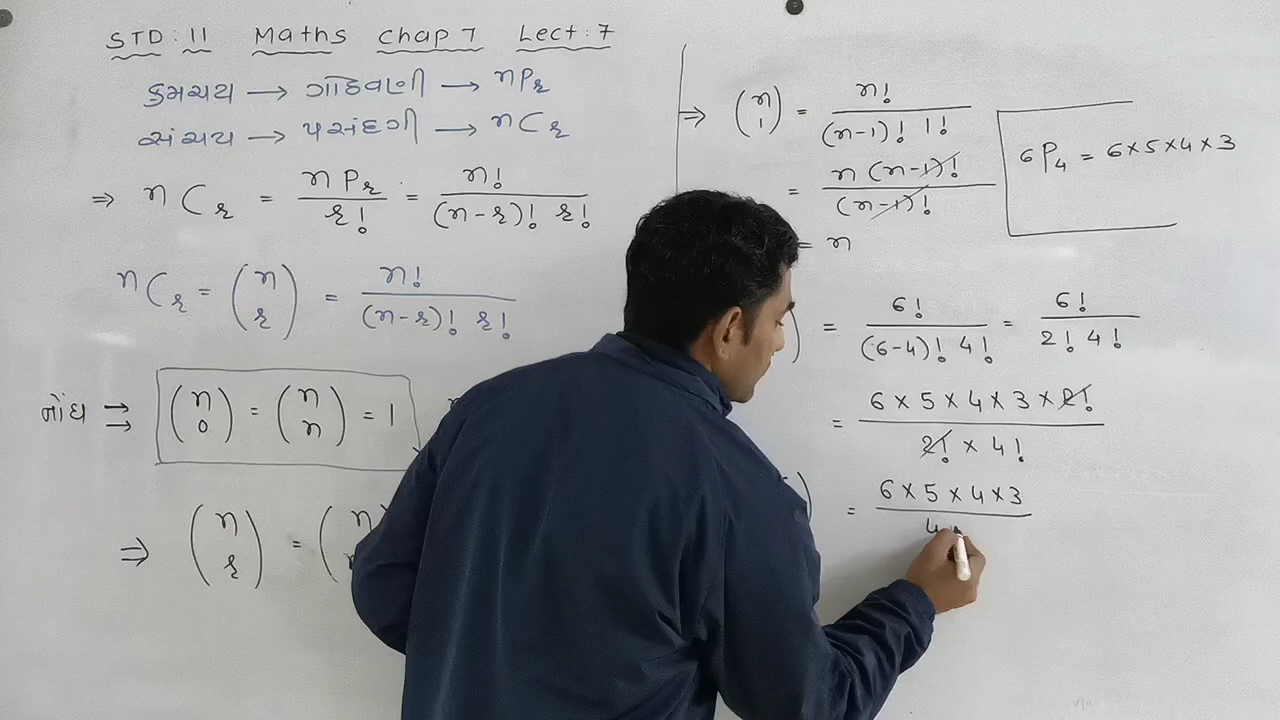 STD : 11 Maths Chap 7 Lect : 7
ક્રમચય → ગોઠવણી → nPr
સંચય → પસંદગી → nCr
⇒ nCr = nPr / r! = n! / (n-r)! r!
nCr = (n r) = n! / (n-r)! r!
નોંધ ⇒ (n 0) = (n n) = 1
⇒ (n r) = (n
⇒ (n 1) = n! / (n-1)! 1!
= n (n-1)! / (n-1)!
= n
6P4 = 6×5×4×3
) = 6! / (6-4)! 4! = 6! / 2! 4!
= 6 × 5 × 4 × 3 × 2! / 2! × 4!
) = 6 × 5 × 4 × 3 / 4